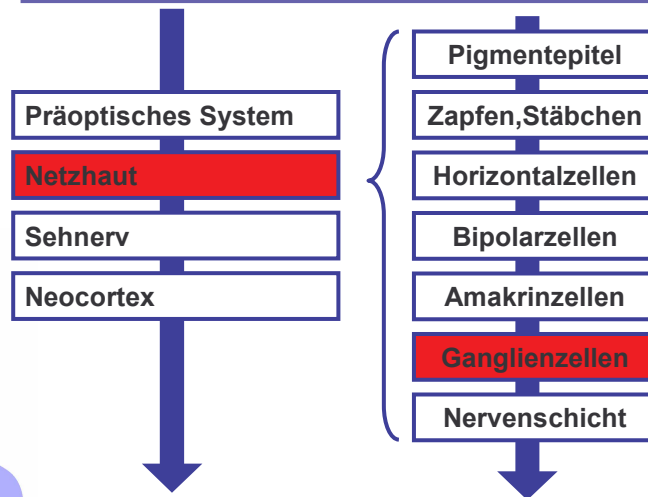 Präoptisches System
Netzhaut
Sehnerv
Neocortex
Pigmentepitel
Zapfen,Stäbchen
Horizontalzellen
Bipolarzellen
Amakrinzellen
Ganglienzellen
Nervenschicht